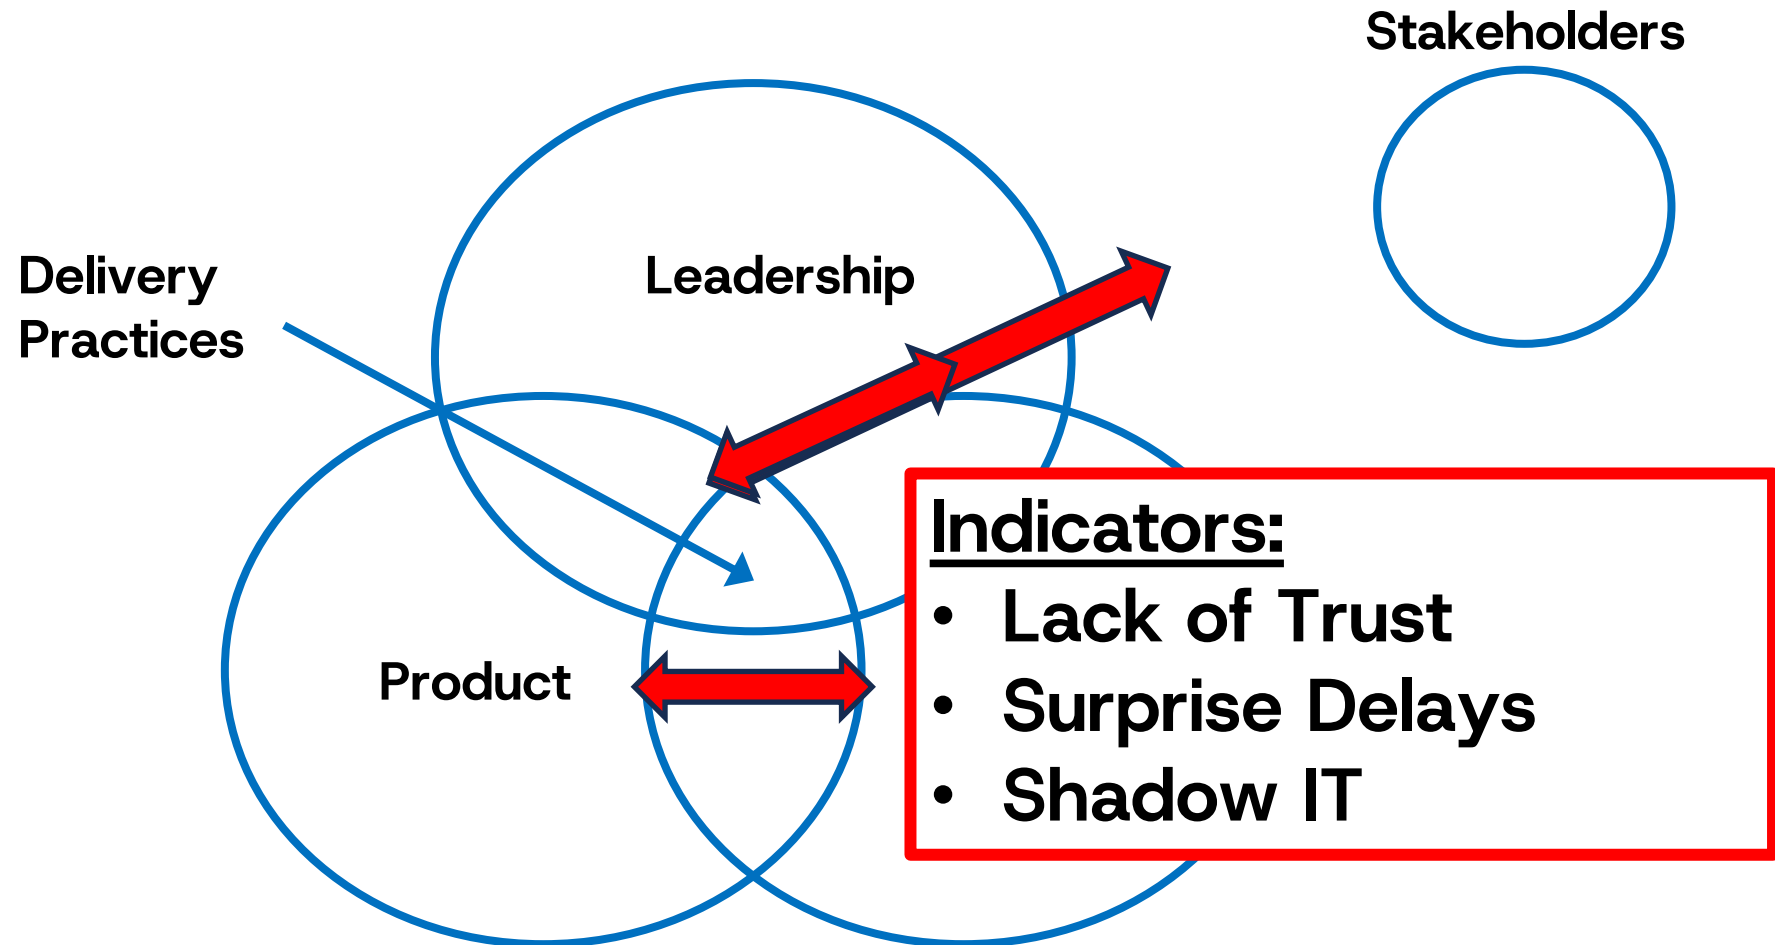 Stakeholders
Delivery
Practices
Leadership
Product
Indicators:
• Lack of Trust
• Surprise Delays
• Shadow IT